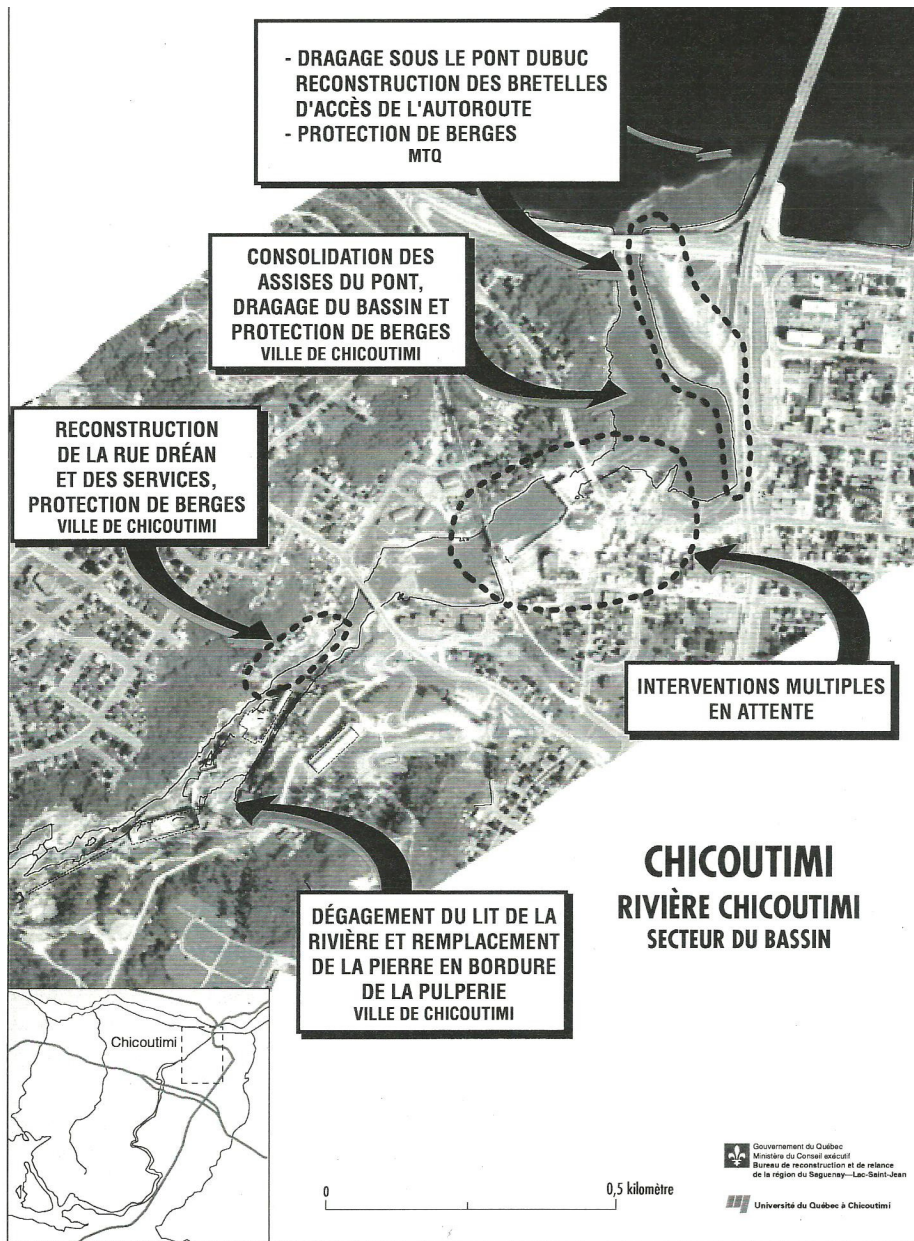 - DRAGAGE SOUS LE PONT DUBUC
RECONSTRUCTION DES BRETELLES
D'ACCÈS DE L'AUTOROUTE
- PROTECTION DE BERGES
MTQ
CONSOLIDATION DES
ASSISES DU PONT,
DRAGAGE DU BASSIN ET
PROTECTION DE BERGES
VILLE DE CHICOUTIMI
RECONSTRUCTION
DE LA RUE DRÉAN
ET DES SERVICES,
PROTECTION DE BERGES
VILLE DE CHICOUTIMI
INTERVENTIONS MULTIPLES
EN ATTENTE
DÉGAGEMENT DU LIT DE LA
RIVIÈRE ET REMPLACEMENT
DE LA PIERRE EN BORDURE
DE LA PULPERIE
VILLE DE CHICOUTIMI
CHICOUTIMI
RIVIÈRE CHICOUTIMI
SECTEUR DU BASSIN
Chicoutimi
0
0,5 kilomètre
Gouvernement du Québec
Ministère du Conseil exécutif
Bureau de reconstruction et de relance
de la région du Saguenay—Lac-Saint-Jean
Université du Québec à Chicoutimi